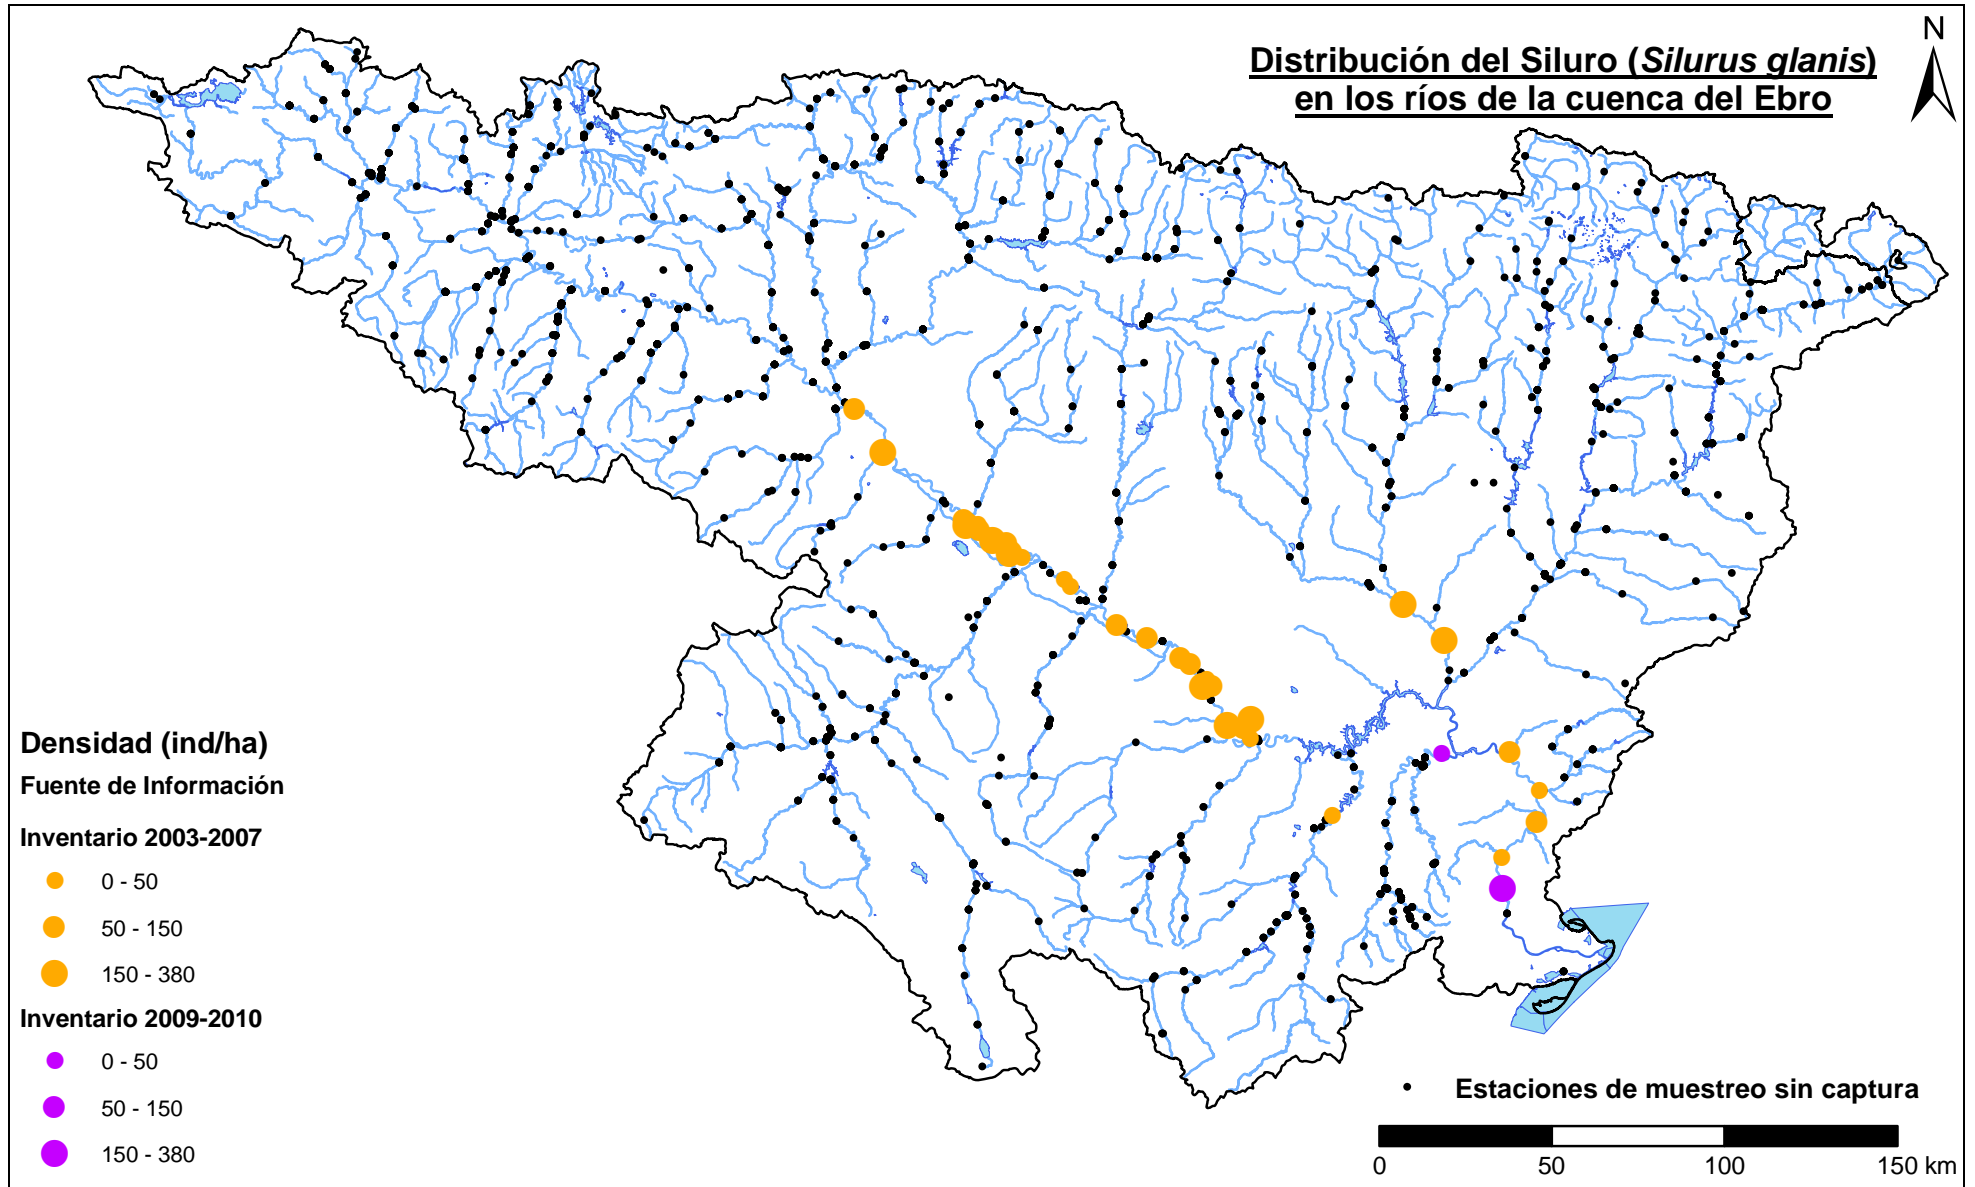 N
Distribución del Siluro (Silurus glanis)
en los ríos de la cuenca del Ebro
Densidad (ind/ha)
Fuente de Información
Inventario 2003-2007
0 - 50
50 - 150
150 - 380
Inventario 2009-2010
0 - 50
50 - 150
150 - 380
Estaciones de muestreo sin captura
0 50 100 150 km